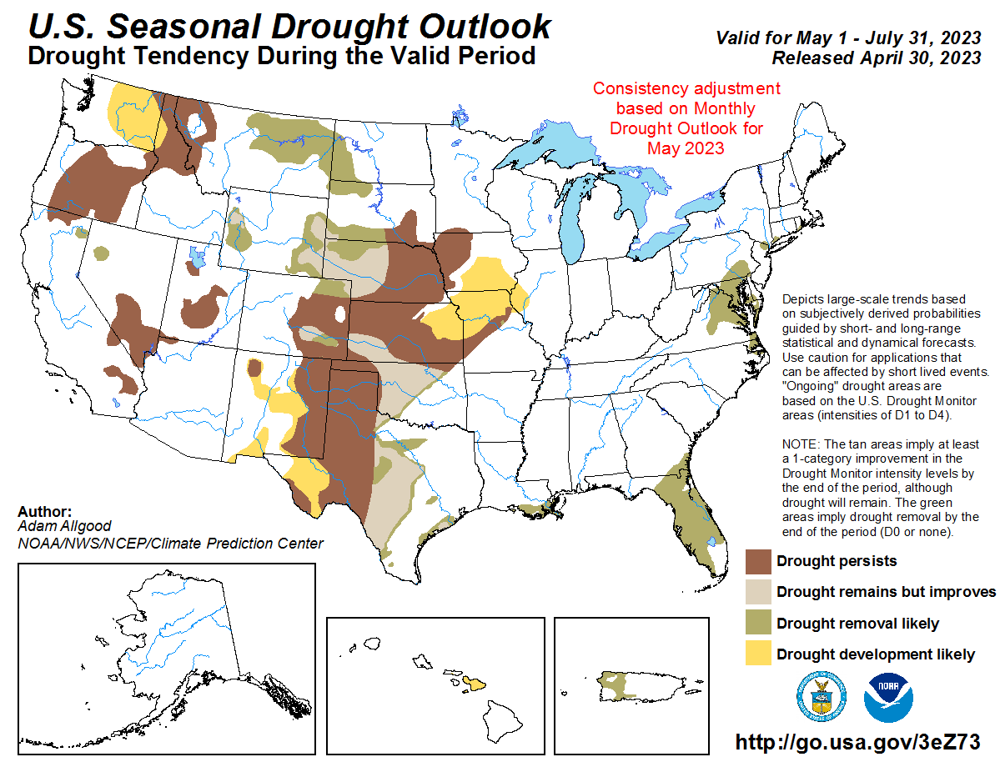 U.S. Seasonal Drought Outlook
Drought Tendency During the Valid Period
Valid for May 1 - July 31, 2023
Released April 30, 2023
Consistency adjustment
based on Monthly
Drought Outlook for
May 2023
Depicts large-scale trends based
on subjectively derived probabilities
guided by short- and long-range
statistical and dynamical forecasts.
Use caution for applications that
can be affected by short lived events.
"Ongoing" drought areas are
based on the U.S. Drought Monitor
areas (intensities of D1 to D4).
NOTE: The tan areas imply at least
a 1-category improvement in the
Drought Monitor intensity levels by
the end of the period, although
drought will remain. The green
areas imply drought removal by the
end of the period (D0 or none).
Author:
Adam Allgood
NOAA/NWS/NCEP/Climate Prediction Center
Drought persists
Drought remains but improves
Drought removal likely
Drought development likely
NOAA
http://go.usa.gov/3eZ73